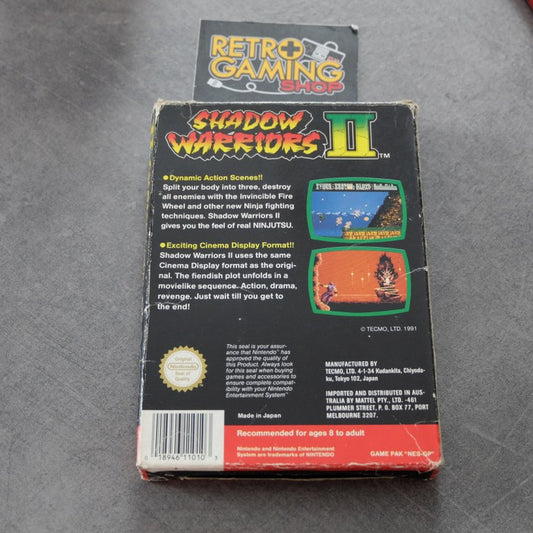 RETRO
GAMING
SHOP
SHADOW
WARRIORS II™
●Dynamic Action Scenes!!
Split your body into three, destroy
all enemies with the invincible Fire
Wheel and other new Ninja fighting
techniques. Shadow Warriors II
gives you the feel of real NINJUTSU.
●Exciting Cinema Display Format!!
Shadow Warriors II uses the same
Cinema Display format as the origi-
nal. The fiendish plot unfolds in a
movielike sequence. Action, drama,
revenge. Just wait till you get to
the end!
© TECMO, LTD. 1991
Original
Nintendo
Seal of
Quality
This seal is your assur-
ance that Nintendo® has
approved the quality of
this Product. Always look
for this seal when buying
games and accessories to
ensure complete compat-
ibility with your Nintendo
Entertainment System™
Made in Japan
MANUFACTURED BY
TECMO, LTD. 4-1-34 Kudankita, Chiyoda-
ku, Tokyo 102, Japan
IMPORTED AND DISTRIBUTED IN AUS-
TRALIA BY MATTEL PTY., LTD. -461
PLUMMER STREET, P. O. BOX 77, PORT
MELBOURNE 3207.
Recommended for ages 8 to adult
Nintendo and Nintendo Entertainment
System are trademarks of NINTENDO
GAME PAK "NES-GP"
0 18946 11010 3